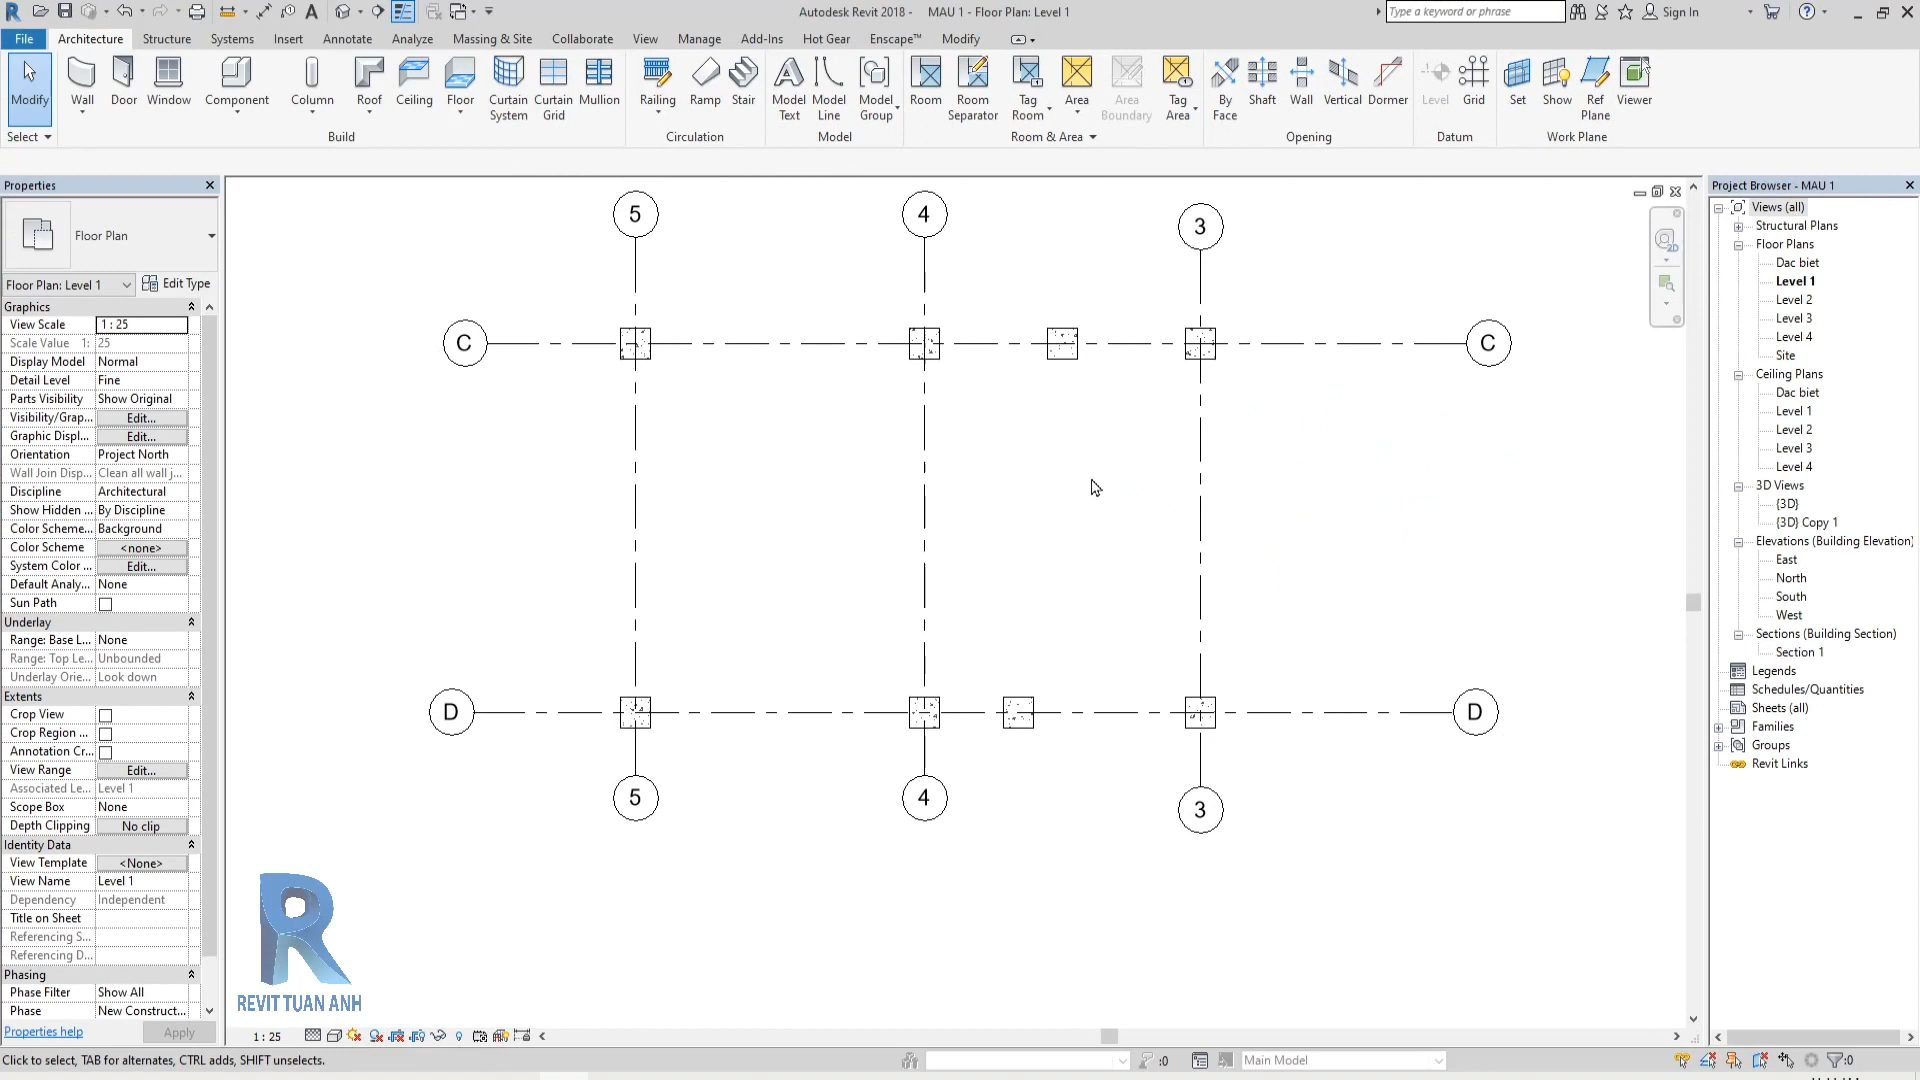 Autodesk Revit 2018 -     MAU 1 - Floor Plan: Level 1
Type a keyword or phrase
Sign In
File Architecture Structure Systems Insert Annotate Analyze Massing & Site Collaborate View Manage Add-Ins Hot Gear Enscape™ Modify
Modify
Wall
Door
Window
Component
Column
Roof
Ceiling
Floor
Curtain System
Curtain Grid
Mullion
Railing
Ramp
Stair
Model Text
Model Line
Model Group
Room
Room Separator
Tag Room
Area
Area Boundary
Tag Area
By Face
Shaft
Wall
Vertical
Dormer
Level
Grid
Set
Show
Ref Plane
Viewer
Select
Build
Circulation
Model
Room & Area
Opening
Datum
Work Plane
Properties
Floor Plan
Floor Plan: Level 1
Edit Type
Graphics
View Scale 1 : 25
Scale Value 1: 25
Display Model Normal
Detail Level Fine
Parts Visibility Show Original
Visibility/Grap... Edit...
Graphic Displ... Edit...
Orientation Project North
Wall Join Disp... Clean all wall j...
Discipline Architectural
Show Hidden ... By Discipline
Color Scheme... Background
Color Scheme <none>
System Color ... Edit...
Default Analy... None
Sun Path
Underlay
Range: Base L... None
Range: Top Le... Unbounded
Underlay Orie... Look down
Extents
Crop View
Crop Region ...
Annotation Cr...
View Range Edit...
Associated Le... Level 1
Scope Box None
Depth Clipping No clip
Identity Data
View Template <None>
View Name Level 1
Dependency Independent
Title on Sheet
Referencing S...
Referencing D...
Phasing
Phase Filter Show All
Phase New Construct...
Properties help
Apply
5 4 3
C C
D D
5 4 3
2D
REVIT TUAN ANH
1 : 25
Project Browser - MAU 1
Views (all)
Structural Plans
Floor Plans
Dac biet
Level 1
Level 2
Level 3
Level 4
Site
Ceiling Plans
Dac biet
Level 1
Level 2
Level 3
Level 4
3D Views
{3D}
{3D} Copy 1
Elevations (Building Elevation)
East
North
South
West
Sections (Building Section)
Section 1
Legends
Schedules/Quantities
Sheets (all)
Families
Groups
Revit Links
Click to select, TAB for alternates, CTRL adds, SHIFT unselects.
:0
Main Model
:0